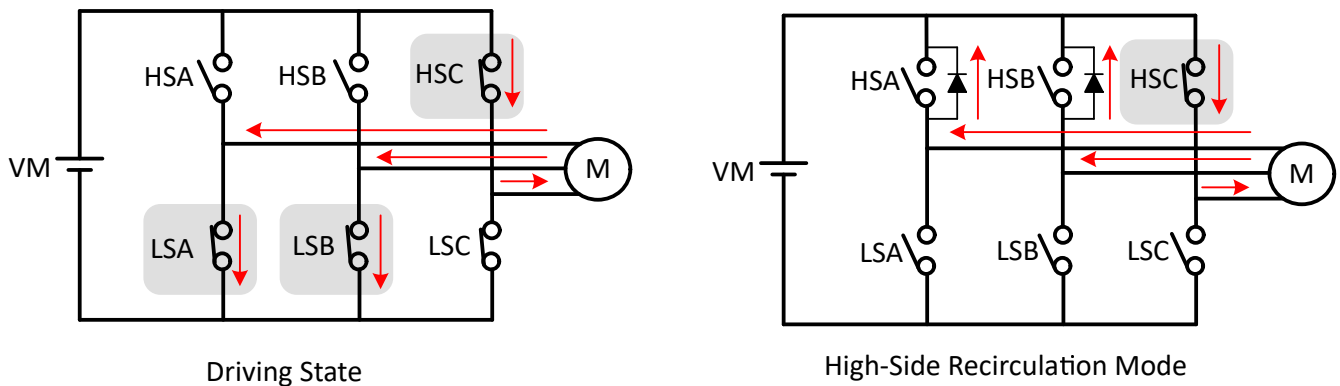 HSA
HSB
HSC
VM
M
LSA
LSB
LSC
Driving State
HSA
HSB
HSC
VM
M
LSA
LSB
LSC
High-Side Recirculation Mode